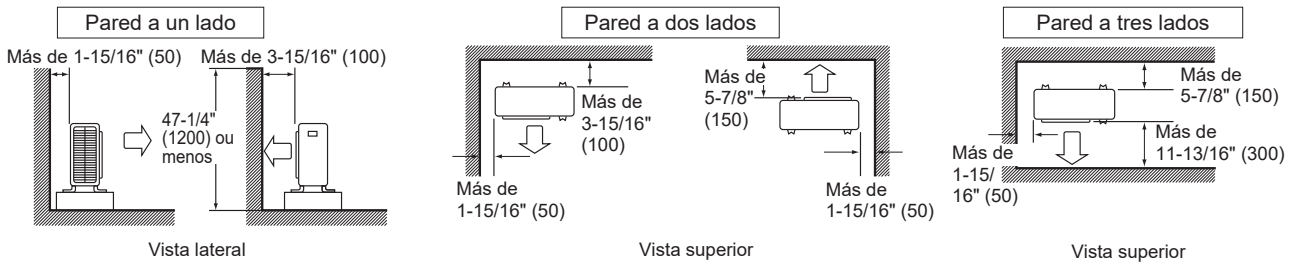 Pared a un lado
Más de 1-15/16" (50)
Más de 3-15/16" (100)
47-1/4"
(1200) ou
menos
Vista lateral
Pared a dos lados
Más de
3-15/16"
(100)
Más de
1-15/16" (50)
Más de
5-7/8"
(150)
Más de
1-15/16" (50)
Vista superior
Pared a tres lados
Más de
5-7/8" (150)
Más de
11-13/16" (300)
Más de
1-15/
16" (50)
Vista superior